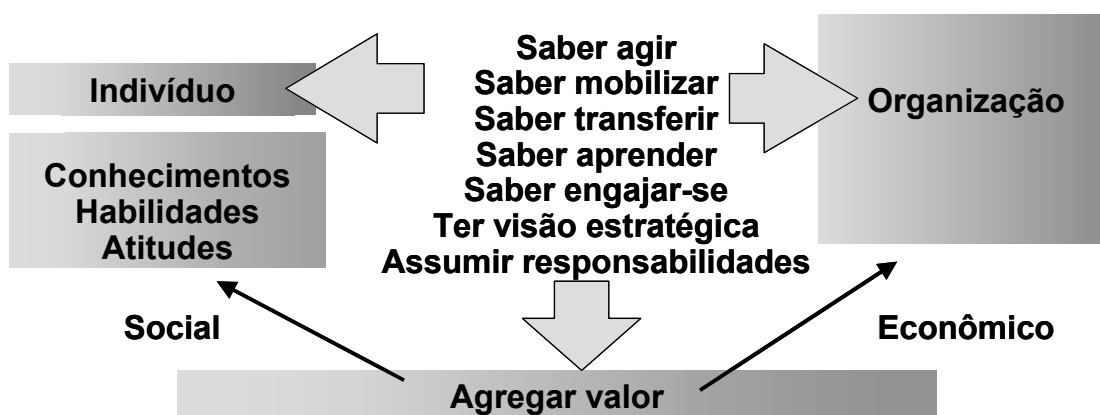 Indivíduo
Conhecimentos
Habilidades
Atitudes
Saber agir
Saber mobilizar
Saber transferir
Saber aprender
Saber engajar-se
Ter visão estratégica
Assumir responsabilidades
Organização
Social
Econômico
Agregar valor